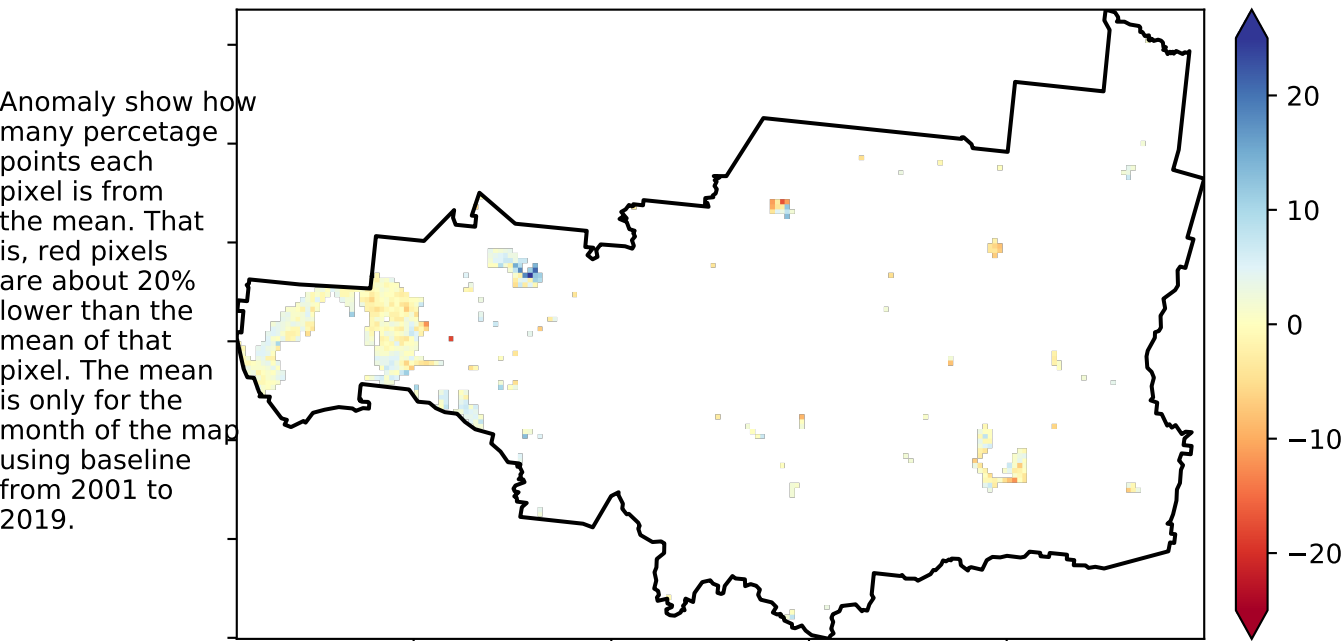 Anomaly show how
many percetage
points each
pixel is from
the mean. That
is, red pixels
are about 20%
lower than the
mean of that
pixel. The mean
is only for the
month of the map
using baseline
from 2001 to
2019.
20
10
0
−10
−20